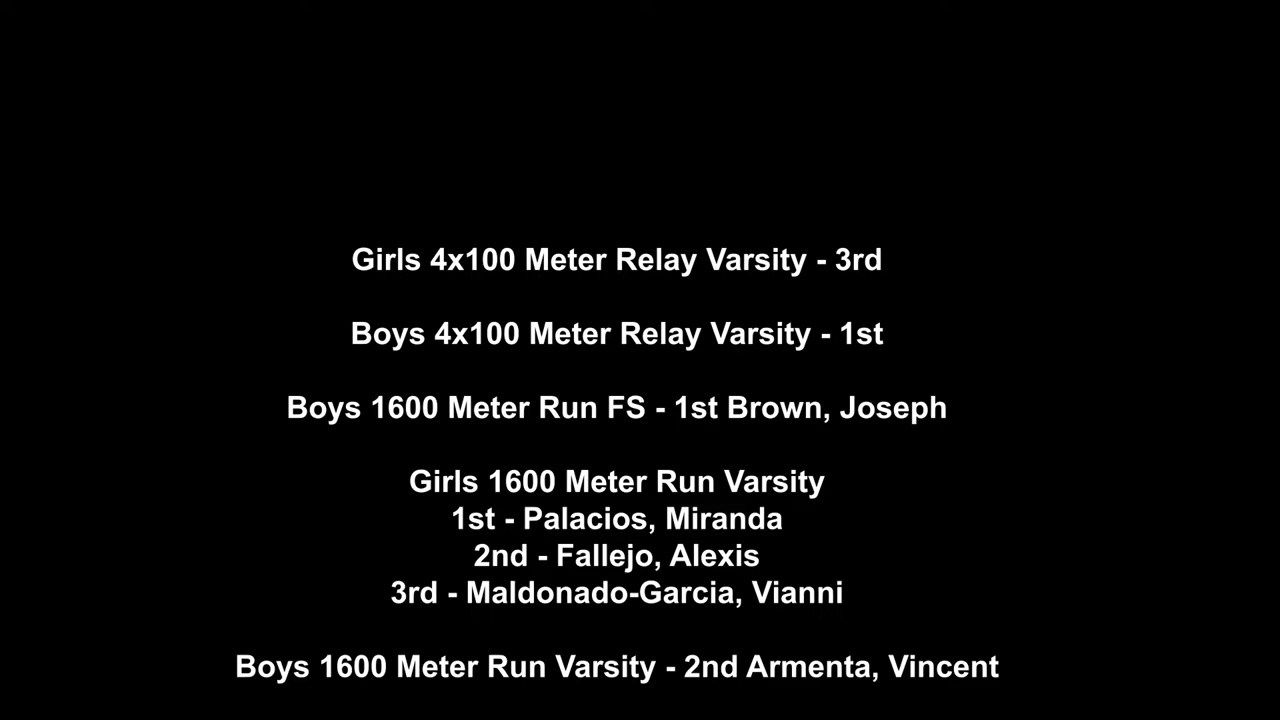 Girls 4x100 Meter Relay Varsity - 3rd
Boys 4x100 Meter Relay Varsity - 1st
Boys 1600 Meter Run FS - 1st Brown, Joseph
Girls 1600 Meter Run Varsity
1st - Palacios, Miranda
2nd - Fallejo, Alexis
3rd - Maldonado-Garcia, Vianni
Boys 1600 Meter Run Varsity - 2nd Armenta, Vincent